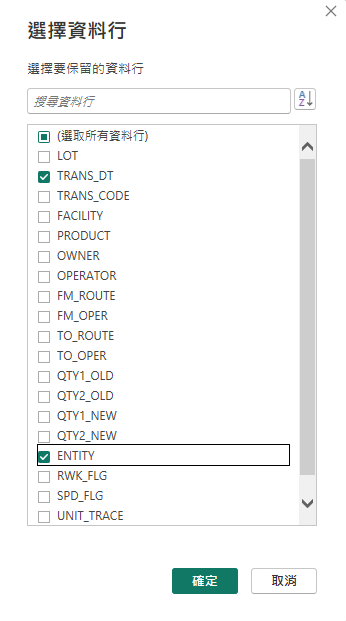 選擇資料行
選擇要保留的資料行
搜尋資料行
A
Z
(選取所有資料行)
LOT
TRANS_DT
TRANS_CODE
FACILITY
PRODUCT
OWNER
OPERATOR
FM_ROUTE
FM_OPER
TO_ROUTE
TO_OPER
QTY1_OLD
QTY2_OLD
QTY1_NEW
QTY2_NEW
ENTITY
RWK_FLG
SPD_FLG
UNIT_TRACE
確定 取消